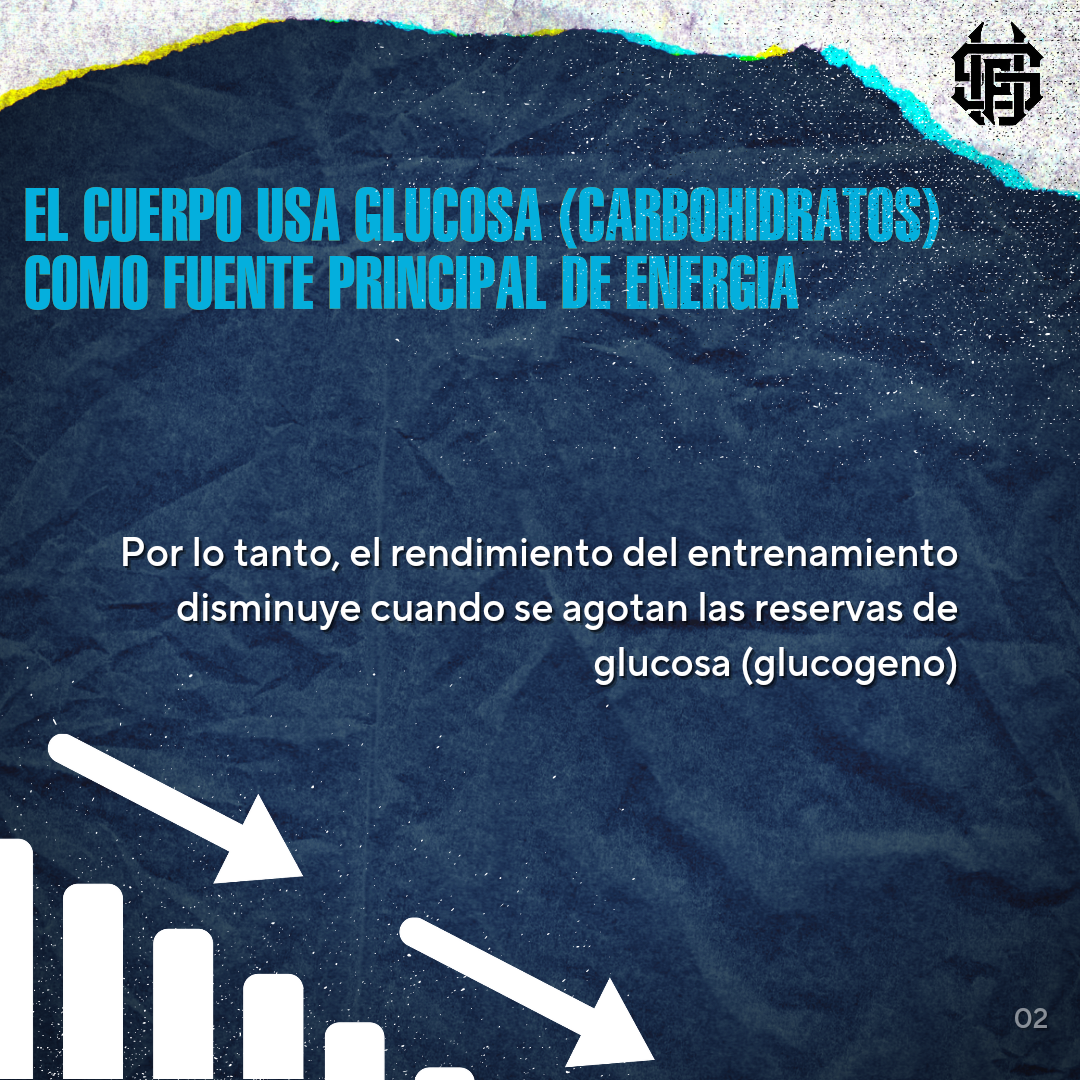 EL CUERPO USA GLUCOSA (CARBOHIDRATOS)
COMO FUENTE PRINCIPAL DE ENERGIA
Por lo tanto, el rendimiento del entrenamiento
disminuye cuando se agotan las reservas de
glucosa (glucogeno)
02